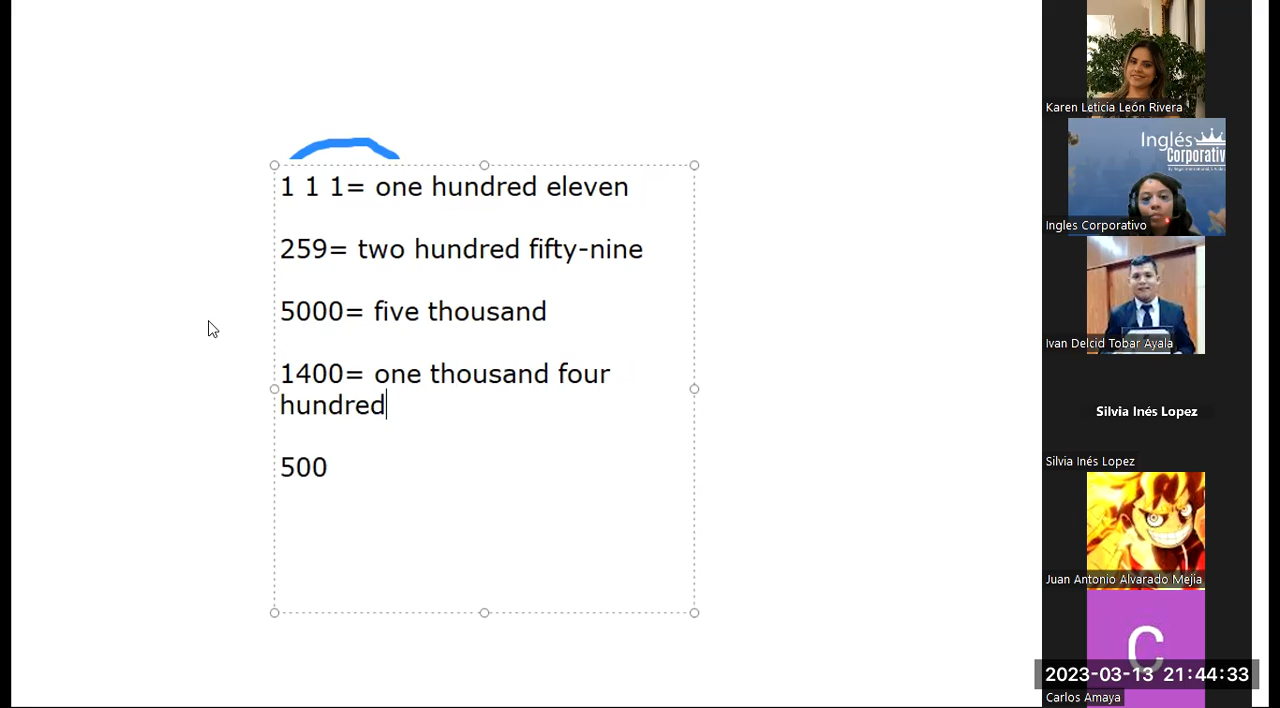 1 1 1= one hundred eleven
259= two hundred fifty-nine
5000= five thousand
1400= one thousand four
hundred
500
Karen Leticia León Rivera
Inglés
Corporativ
Ingles Corporativo
Ivan Delcid Tobar Ayala
Silvia Inés Lopez
Silvia Inés Lopez
Juan Antonio Alvarado Mejía
C
2023-03-13 21:44:33
Carlos Amaya